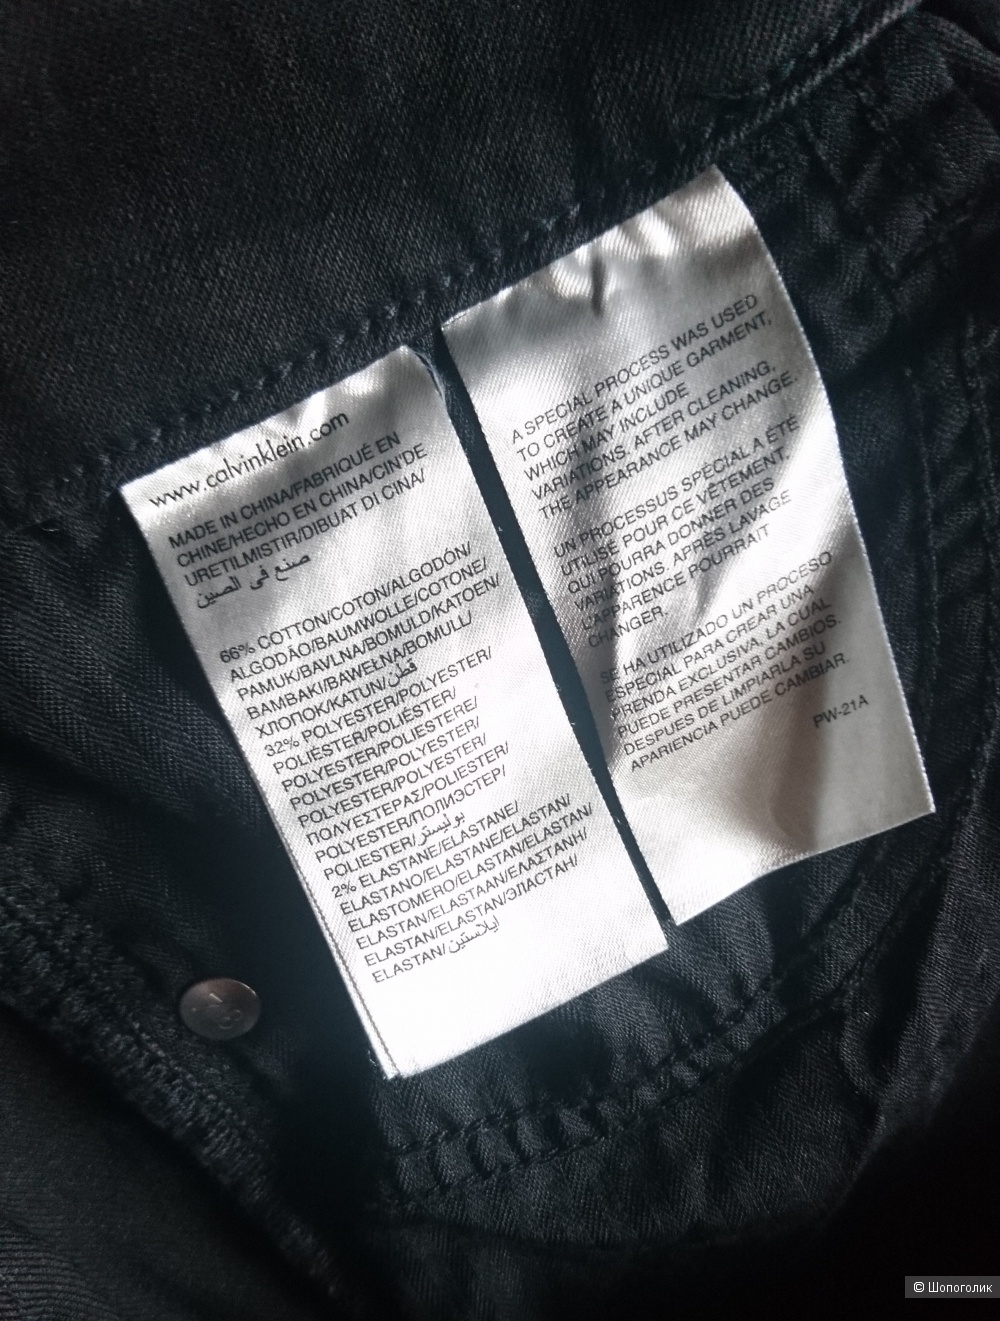 www.calvinklein.com
MADE IN CHINA/FABRIQUÉ EN
CHINE/HECHO EN CHINA/CIN'DE
URETILMISTIR/DIBUAT DI CINA/
صنع في الصين
66% COTTON/COTON/ALGODÓN/
ALGODÃO/BAUMWOLLE/COTONE/
PAMUK/BAVLNA/BOMULD/KATOEN/
BAMBAKI/BAWEŁNA/BOMULL/
ХЛОПОК/KATUN/قطن
32% POLYESTER/POLYESTER/
POLIÉSTER/POLIÉSTER/
POLYESTER/POLIESTERE/
POLYESTER/POLYESTER/
POLYESTER/POLYESTER/
ΠΟΛΥΕΣΤΕΡΑΣ/POLIESTER/
POLYESTER/ПОЛИЭСТЕР/
POLIESTER/بوليستر
2% ELASTANE/ELASTANE/
ELASTANO/ELASTANE/ELASTAN/
ELASTOMERO/ELASTAN/ELASTAN/
ELASTAN/ELASTAAN/ΕΛΑΣΤΑΝΗ/
ELASTAN/ELASTAN/ЭЛАСТАН/
ELASTAN/ايلاستين
A SPECIAL PROCESS WAS USED
TO CREATE A UNIQUE GARMENT,
WHICH MAY INCLUDE
VARIATIONS. AFTER CLEANING,
THE APPEARANCE MAY CHANGE.
UN PROCESSUS SPÉCIAL A ÉTÉ
UTILISÉ POUR CE VÊTEMENT.
QUI POURRA DONNER DES
VARIATIONS. APRÈS LAVAGE
L'APPARENCE POURRAIT
CHANGER.
SE HA UTILIZADO UN PROCESO
ESPECIAL PARA CREAR UNA
PRENDA EXCLUSIVA, LA CUAL
PUEDE PRESENTAR CAMBIOS.
DESPUES DE LIMPIARLA SU
APARIENCIA PUEDE CAMBIAR.
PW-21A
© Шопоголик